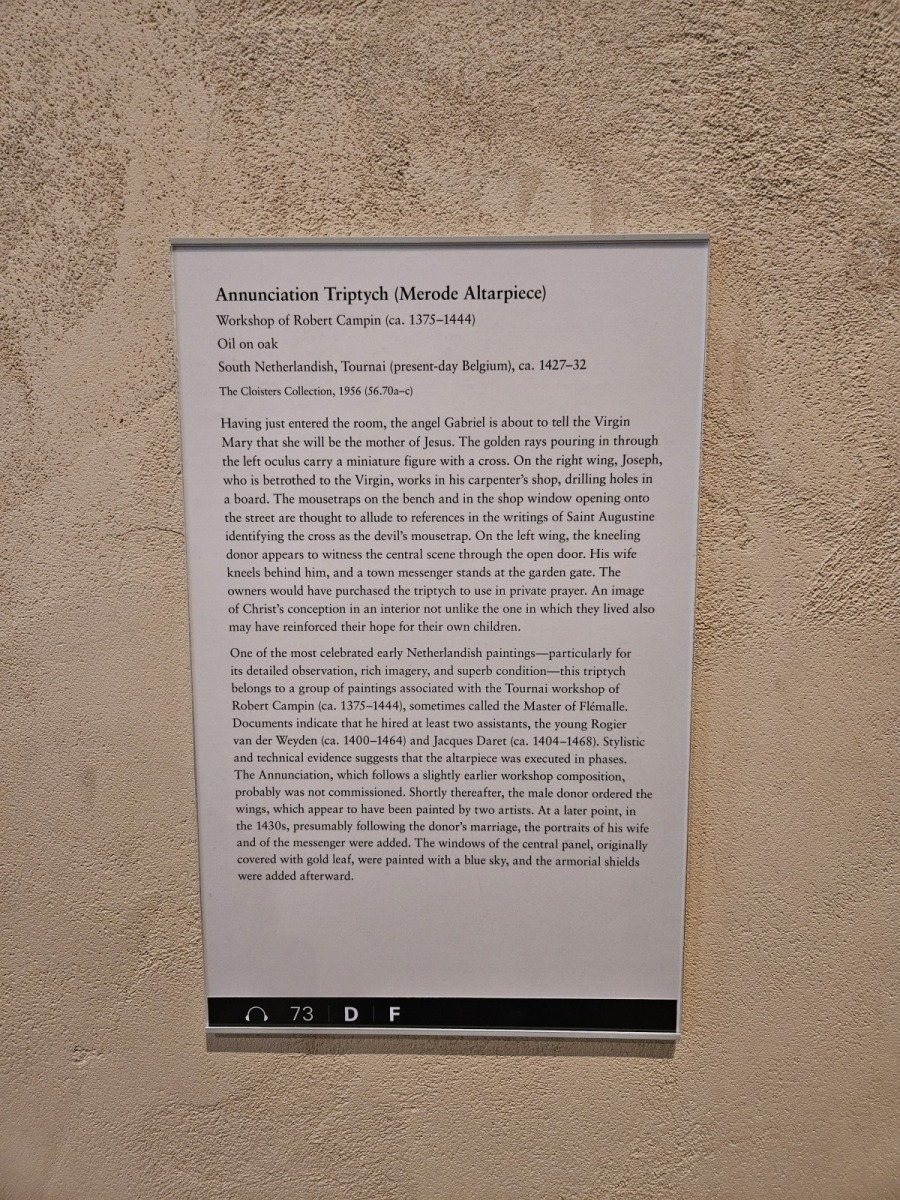 Annunciation Triptych (Merode Altarpiece)
Workshop of Robert Campin (ca. 1375–1444)
Oil on oak
South Netherlandish, Tournai (present-day Belgium), ca. 1427–32
The Cloisters Collection, 1956 (56.70a–c)
Having just entered the room, the angel Gabriel is about to tell the Virgin
Mary that she will be the mother of Jesus. The golden rays pouring in through
the left oculus carry a miniature figure with a cross. On the right wing, Joseph,
who is betrothed to the Virgin, works in his carpenter's shop, drilling holes in
a board. The mousetraps on the bench and in the shop window opening onto
the street are thought to allude to references in the writings of Saint Augustine
identifying the cross as the devil's mousetrap. On the left wing, the kneeling
donor appears to witness the central scene through the open door. His wife
kneels behind him, and a town messenger stands at the garden gate. The
owners would have purchased the triptych to use in private prayer. An image
of Christ's conception in an interior not unlike the one in which they lived also
may have reinforced their hope for their own children.
One of the most celebrated early Netherlandish paintings—particularly for
its detailed observation, rich imagery, and superb condition—this triptych
belongs to a group of paintings associated with the Tournai workshop of
Robert Campin (ca. 1375–1444), sometimes called the Master of Flémalle.
Documents indicate that he hired at least two assistants, the young Rogier
van der Weyden (ca. 1400–1464) and Jacques Daret (ca. 1404–1468). Stylistic
and technical evidence suggests that the altarpiece was executed in phases.
The Annunciation, which follows a slightly earlier workshop composition,
probably was not commissioned. Shortly thereafter, the male donor ordered the
wings, which appear to have been painted by two artists. At a later point, in
the 1430s, presumably following the donor's marriage, the portraits of his wife
and of the messenger were added. The windows of the central panel, originally
covered with gold leaf, were painted with a blue sky, and the armorial shields
were added afterward.
73 D F